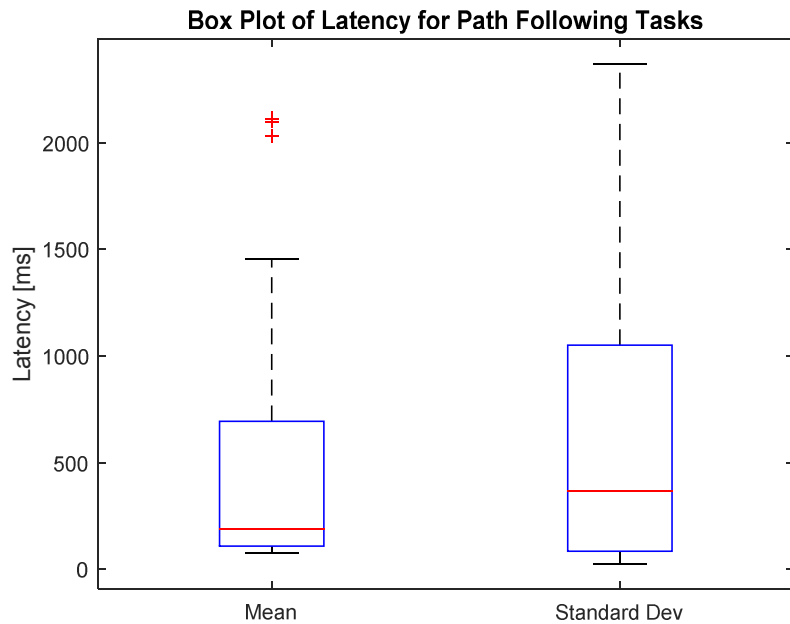 Box Plot of Latency for Path Following Tasks
Latency [ms]
2000
1500
1000
500
0
Mean
Standard Dev